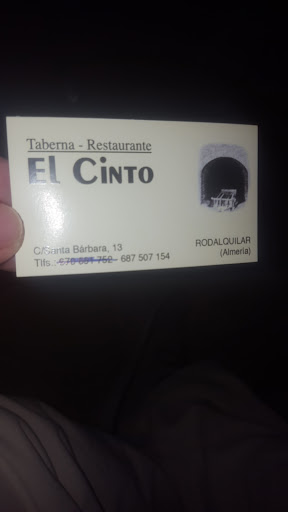 Taberna - Restaurante
EL CINTO
C/Santa Bárbara, 13
Tlfs.: 687 507 154
RODALQUILAR
(Almería)